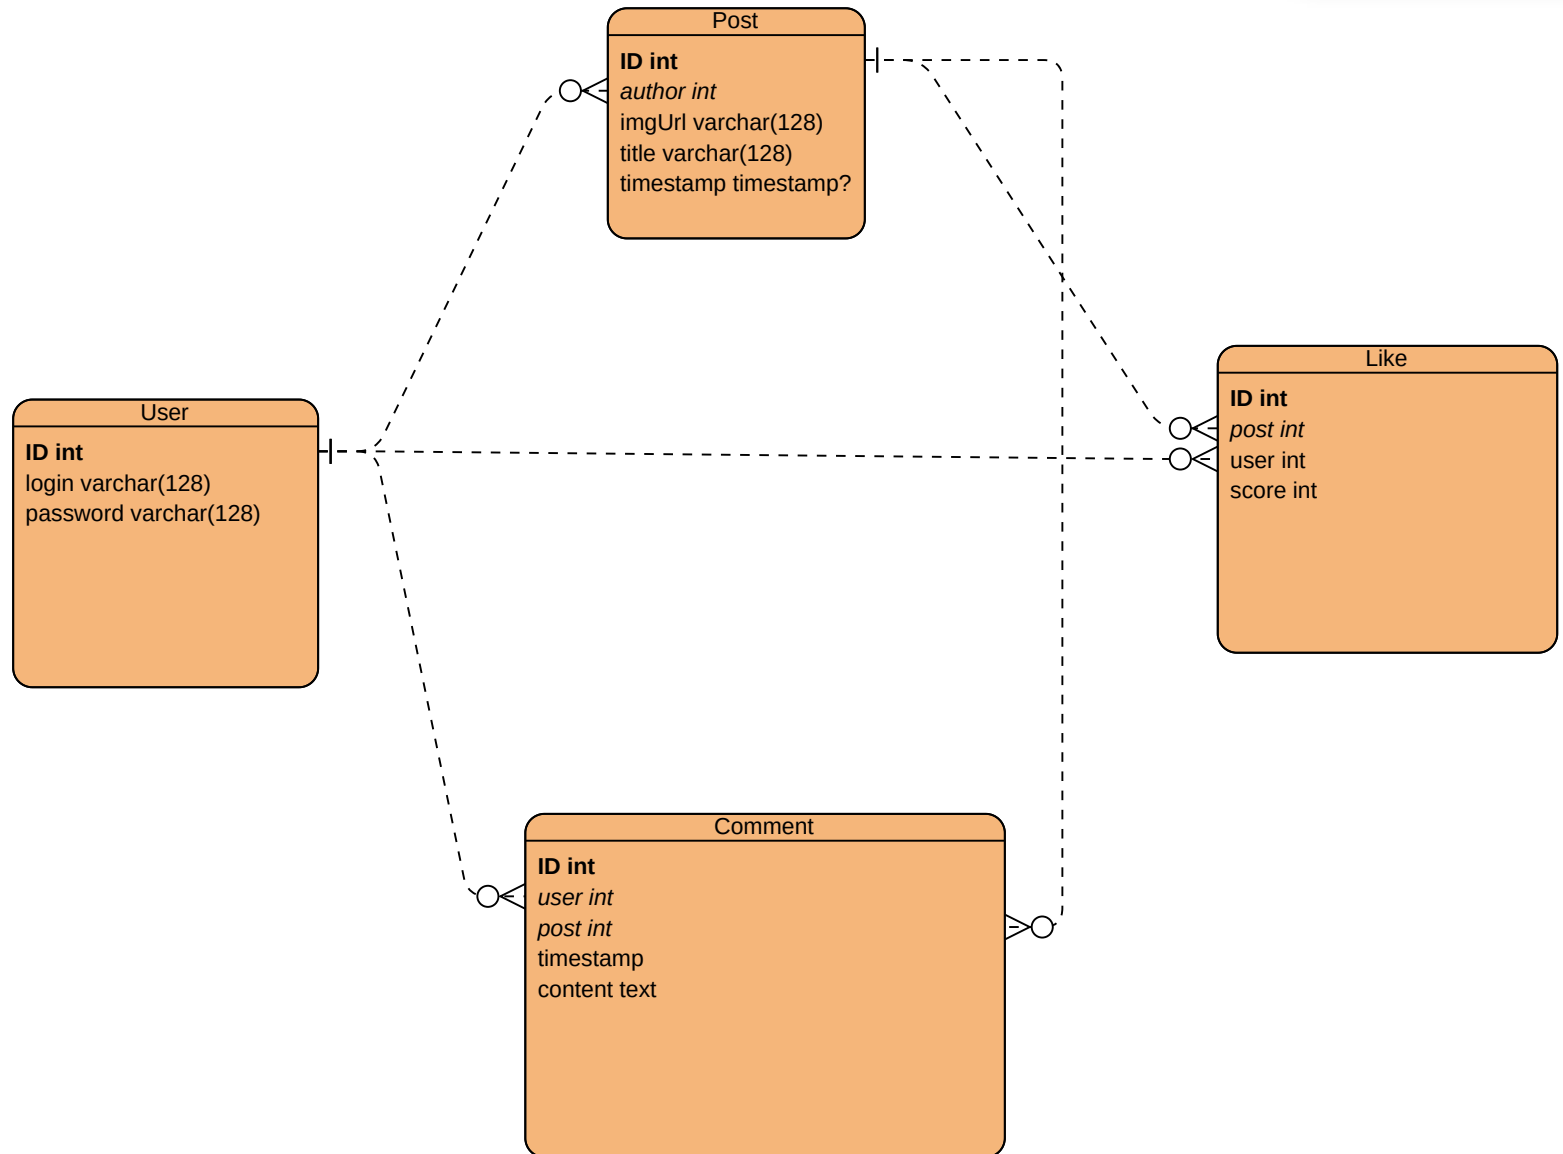 Post
ID int
author int
imgUrl varchar(128)
title varchar(128)
timestamp timestamp?
User
ID int
login varchar(128)
password varchar(128)
Like
ID int
post int
user int
score int
Comment
ID int
user int
post int
timestamp
content text